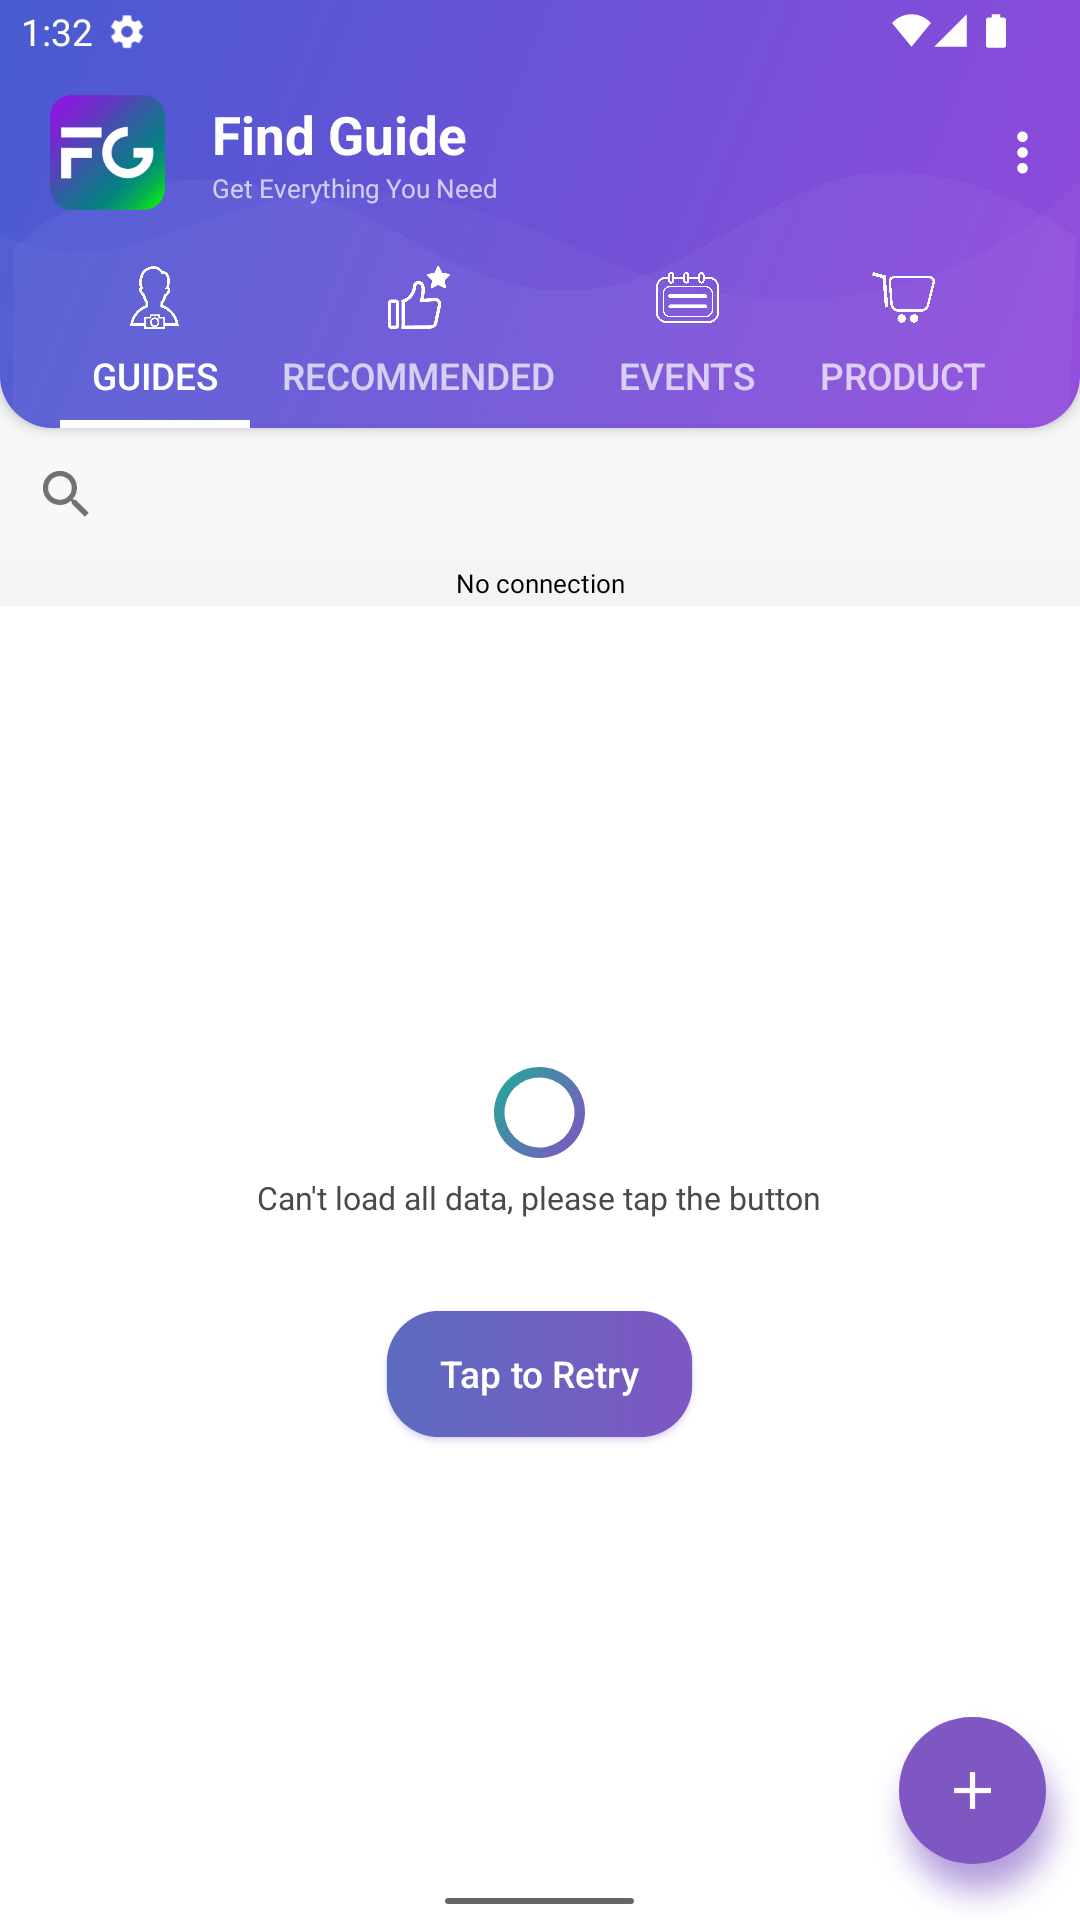 1:32
FG
Find Guide
Get Everything You Need
GUIDES
RECOMMENDED
EVENTS
PRODUCT
No connection
Can't load all data, please tap the button
Tap to Retry